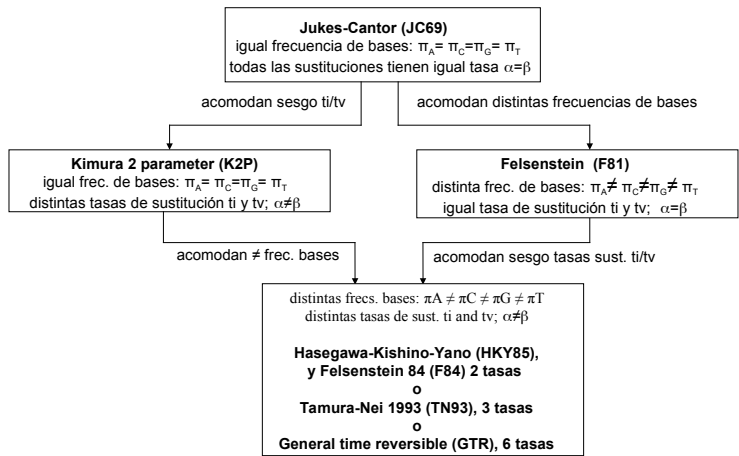 Jukes-Cantor (JC69)
igual frecuencia de bases: πA= πC=πG= πT
todas las sustituciones tienen igual tasa α=β
acomodan sesgo ti/tv
acomodan distintas frecuencias de bases
Kimura 2 parameter (K2P)
igual frec. de bases: πA= πC=πG= πT
distintas tasas de sustitución ti y tv; α≠β
Felsenstein (F81)
distinta frec. de bases: πA≠ πC≠πG≠ πT
igual tasa de sustitución ti y tv; α=β
acomodan ≠ frec. bases
acomodan sesgo tasas sust. ti/tv
distintas frecs. bases: πA ≠ πC ≠ πG ≠ πT
distintas tasas de sust. ti and tv; α≠β
Hasegawa-Kishino-Yano (HKY85),
y Felsenstein 84 (F84) 2 tasas
o
Tamura-Nei 1993 (TN93), 3 tasas
o
General time reversible (GTR), 6 tasas